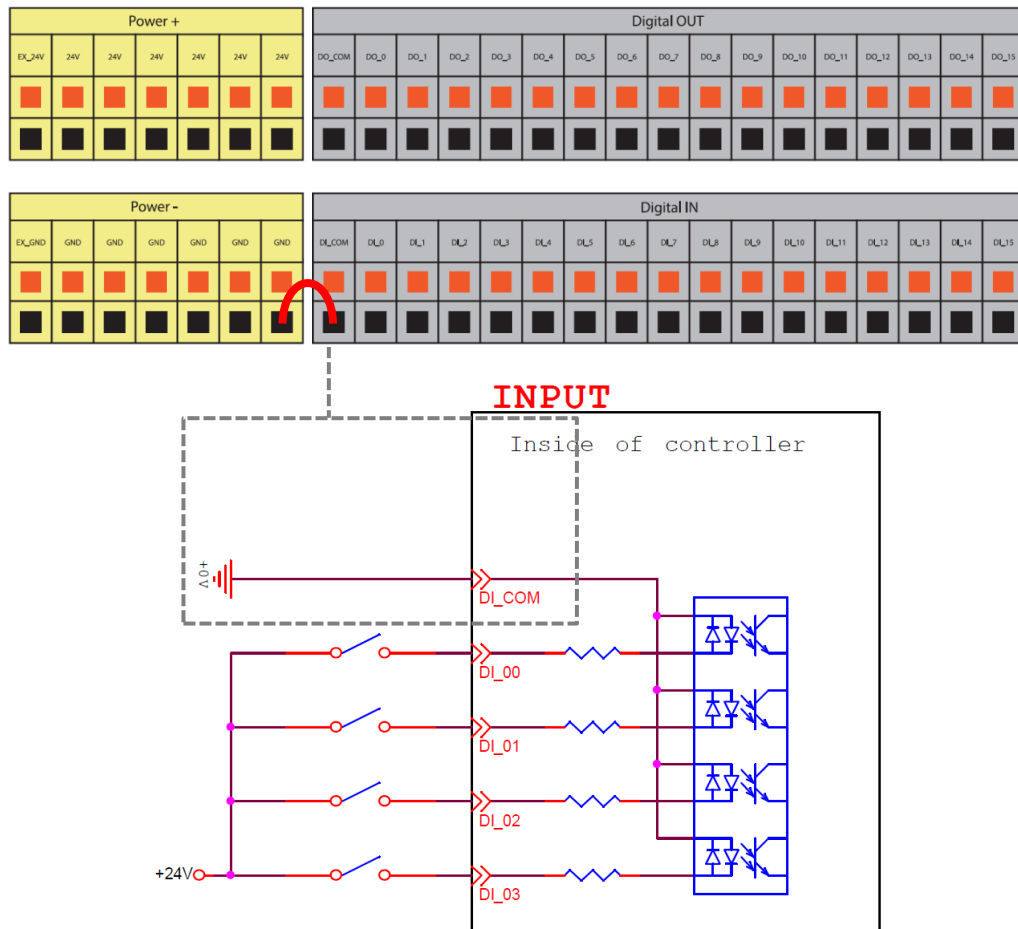 Power +
Digital OUT
EX_24V 24V 24V 24V 24V 24V 24V
DO_COM DO_0 DO_1 DO_2 DO_3 DO_4 DO_5 DO_6 DO_7 DO_8 DO_9 DO_10 DO_11 DO_12 DO_13 DO_14 DO_15
Power -
Digital IN
EX_GND GND GND GND GND GND GND
DI_COM DI_0 DI_1 DI_2 DI_3 DI_4 DI_5 DI_6 DI_7 DI_8 DI_9 DI_10 DI_11 DI_12 DI_13 DI_14 DI_15
INPUT
Inside of controller
+0V
DI_COM
DI_00
DI_01
DI_02
+24V
DI_03